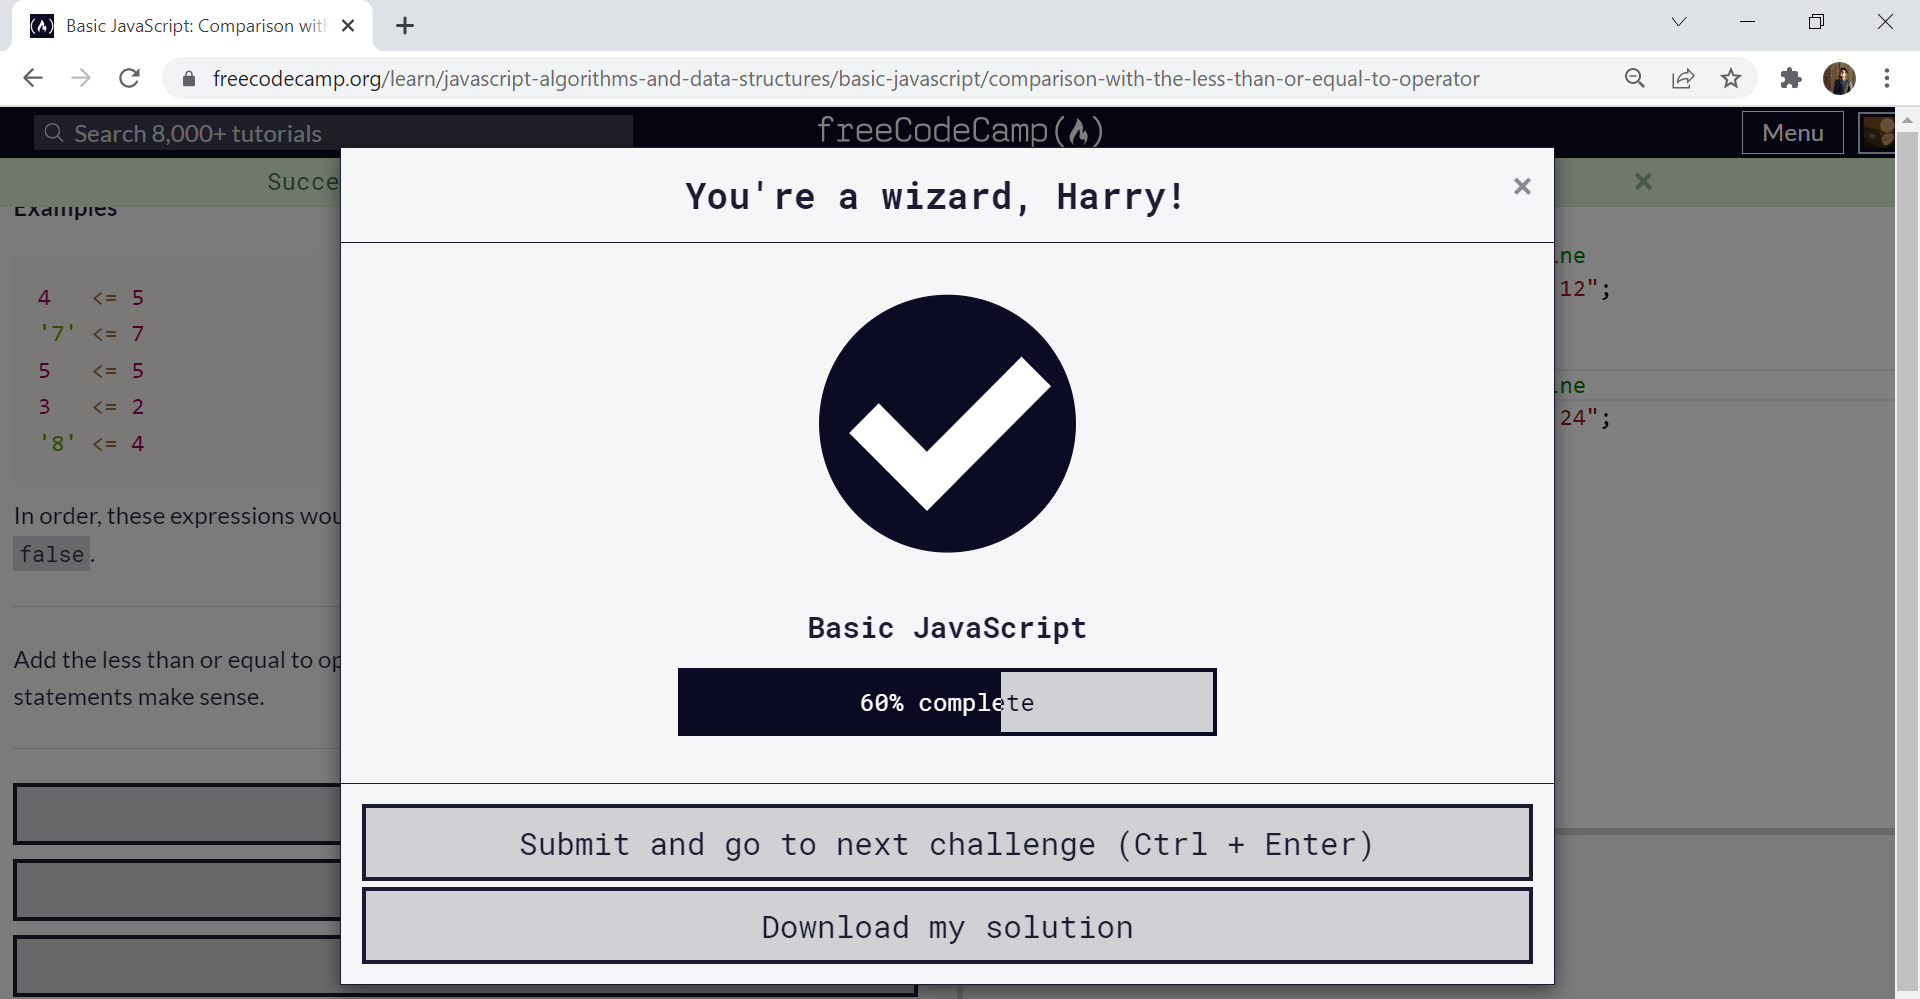 Basic JavaScript: Comparison wit
freecodecamp.org/learn/javascript-algorithms-and-data-structures/basic-javascript/comparison-with-the-less-than-or-equal-to-operator
Search 8,000+ tutorials
freeCodeCamp(🔥)
Menu
Succe
Examples
4 <= 5
'7' <= 7
5 <= 5
3 <= 2
'8' <= 4
In order, these expressions wou
false.
Add the less than or equal to op
statements make sense.
You're a wizard, Harry!
Basic JavaScript
60% complete
Submit and go to next challenge (Ctrl + Enter)
Download my solution
ne
12";
ne
24";